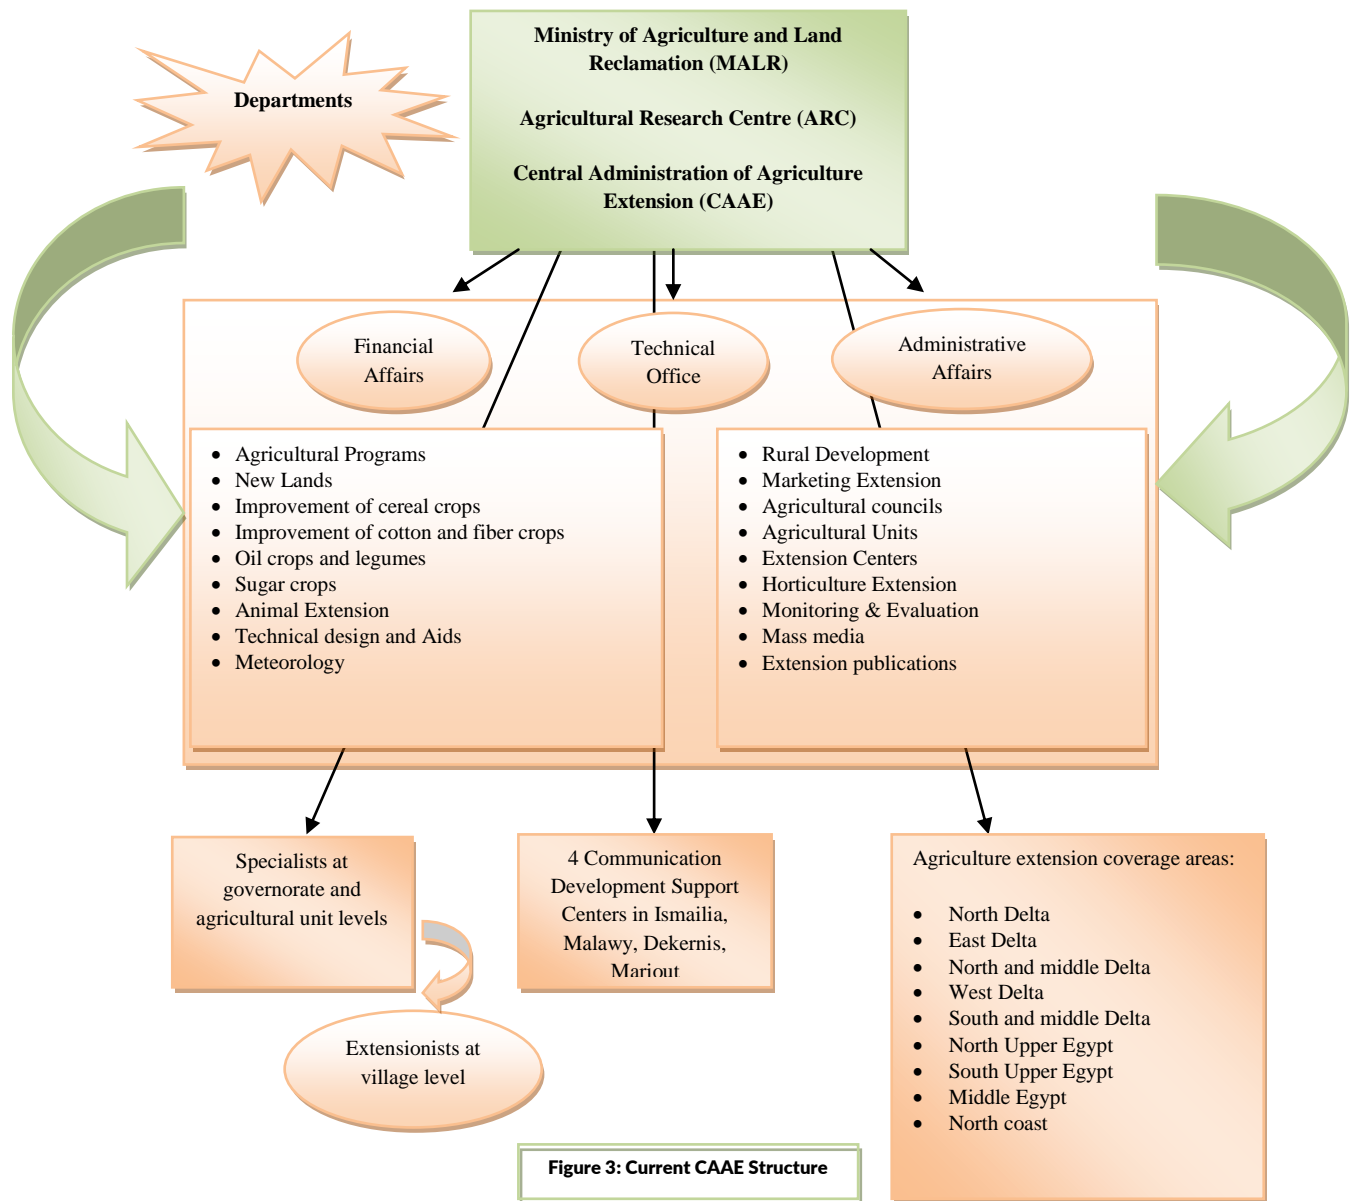 Ministry of Agriculture and Land
Reclamation (MALR)
Agricultural Research Centre (ARC)
Central Administration of Agriculture
Extension (CAAE)
Departments
Financial
Affairs
Technical
Office
Administrative
Affairs
• Agricultural Programs
• New Lands
• Improvement of cereal crops
• Improvement of cotton and fiber crops
• Oil crops and legumes
• Sugar crops
• Animal Extension
• Technical design and Aids
• Meteorology
• Rural Development
• Marketing Extension
• Agricultural councils
• Agricultural Units
• Extension Centers
• Horticulture Extension
• Monitoring & Evaluation
• Mass media
• Extension publications
Specialists at
governorate and
agricultural unit levels
Extensionists at
village level
4 Communication
Development Support
Centers in Ismailia,
Malawy, Dekernis,
Mariout
Agriculture extension coverage areas:
• North Delta
• East Delta
• North and middle Delta
• West Delta
• South and middle Delta
• North Upper Egypt
• South Upper Egypt
• Middle Egypt
• North coast
Figure 3: Current CAAE Structure